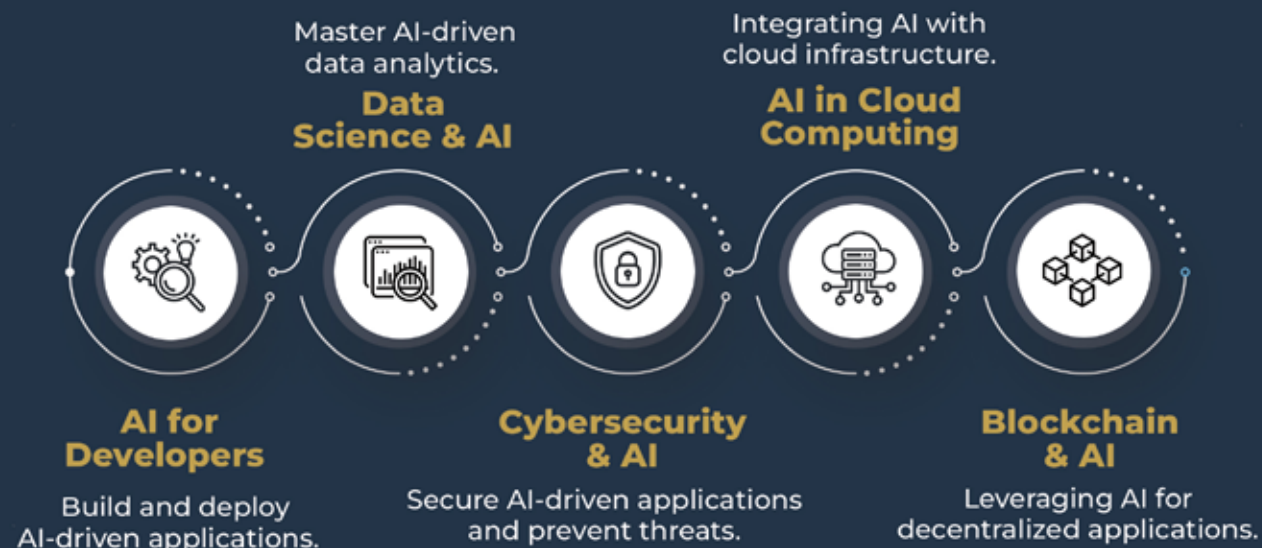 Master AI-driven
data analytics.
Data
Science & AI
Integrating AI with
cloud infrastructure.
AI in Cloud
Computing
AI for
Developers
Build and deploy
AI-driven applications.
Cybersecurity
& AI
Secure AI-driven applications
and prevent threats.
Blockchain
& AI
Leveraging AI for
decentralized applications.